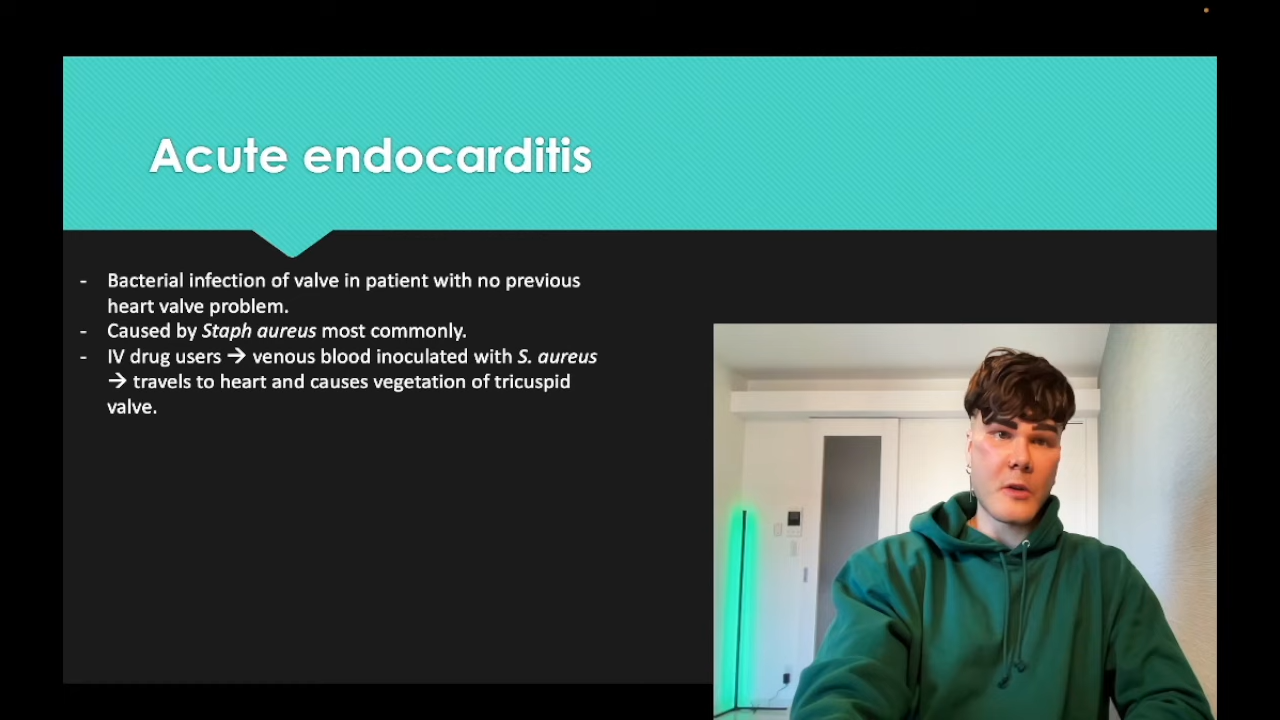 Acute endocarditis
- Bacterial infection of valve in patient with no previous
heart valve problem.
- Caused by Staph aureus most commonly.
- IV drug users → venous blood inoculated with S. aureus
→ travels to heart and causes vegetation of tricuspid
valve.